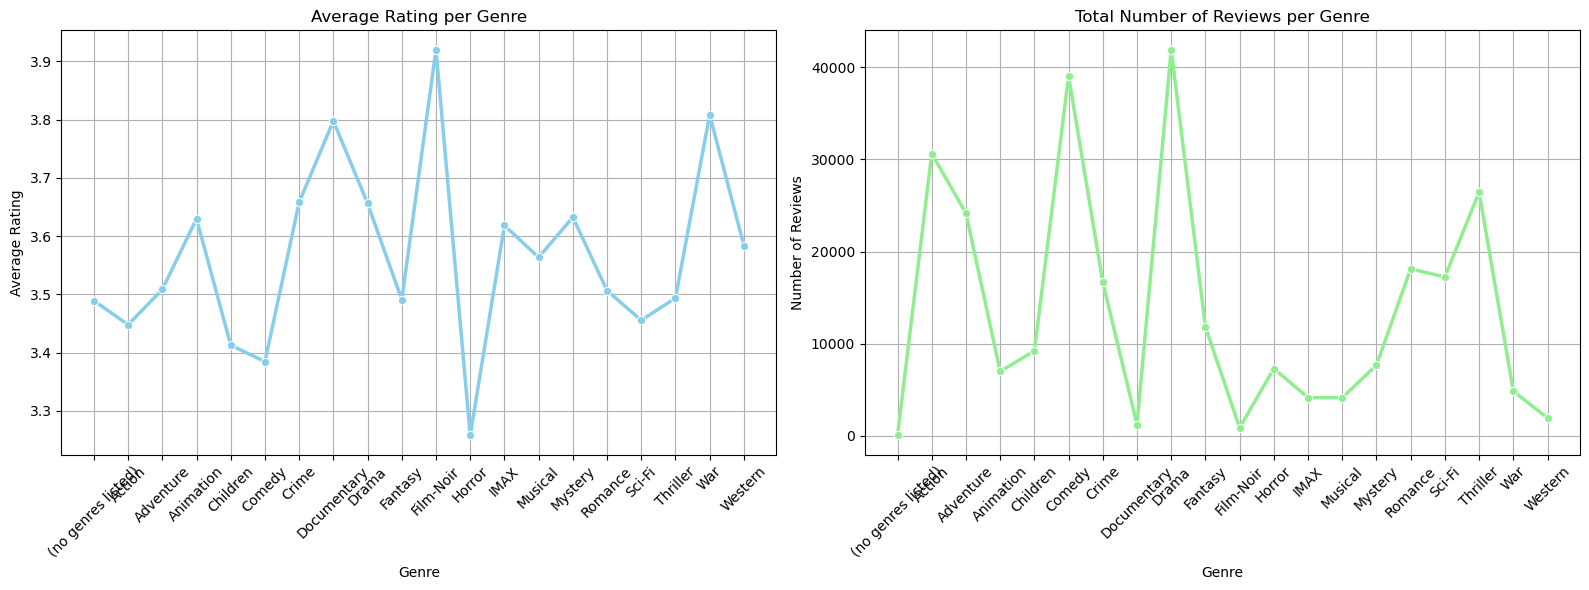 Average Rating per Genre
Average Rating
3.9
3.8
3.7
3.6
3.5
3.4
3.3
(no genres listed)
Action
Adventure
Animation
Children
Comedy
Crime
Documentary
Drama
Fantasy
Film-Noir
Horror
IMAX
Musical
Mystery
Romance
Sci-Fi
Thriller
War
Western
Genre
Total Number of Reviews per Genre
Number of Reviews
40000
30000
20000
10000
0
(no genres listed)
Action
Adventure
Animation
Children
Comedy
Crime
Documentary
Drama
Fantasy
Film-Noir
Horror
IMAX
Musical
Mystery
Romance
Sci-Fi
Thriller
War
Western
Genre